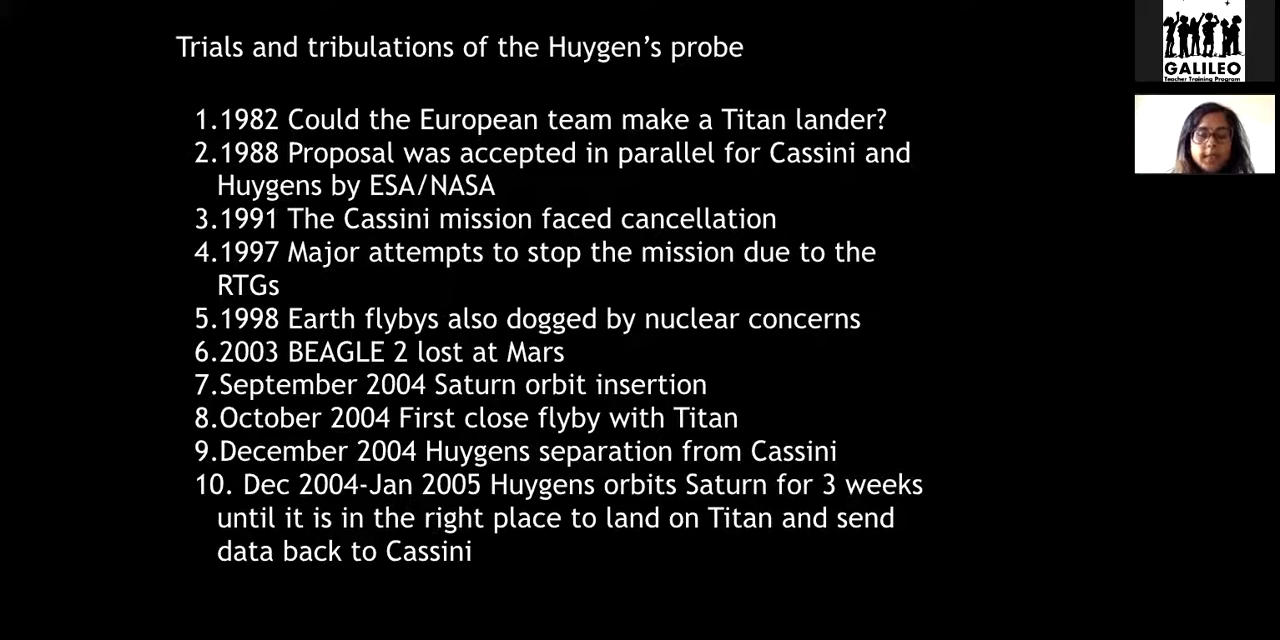 Trials and tribulations of the Huygen's probe
GALILEO
Teacher Training Program
1.1982 Could the European team make a Titan lander?
2.1988 Proposal was accepted in parallel for Cassini and
Huygens by ESA/NASA
3.1991 The Cassini mission faced cancellation
4.1997 Major attempts to stop the mission due to the
RTGs
5.1998 Earth flybys also dogged by nuclear concerns
6.2003 BEAGLE 2 lost at Mars
7.September 2004 Saturn orbit insertion
8.October 2004 First close flyby with Titan
9.December 2004 Huygens separation from Cassini
10. Dec 2004-Jan 2005 Huygens orbits Saturn for 3 weeks
until it is in the right place to land on Titan and send
data back to Cassini